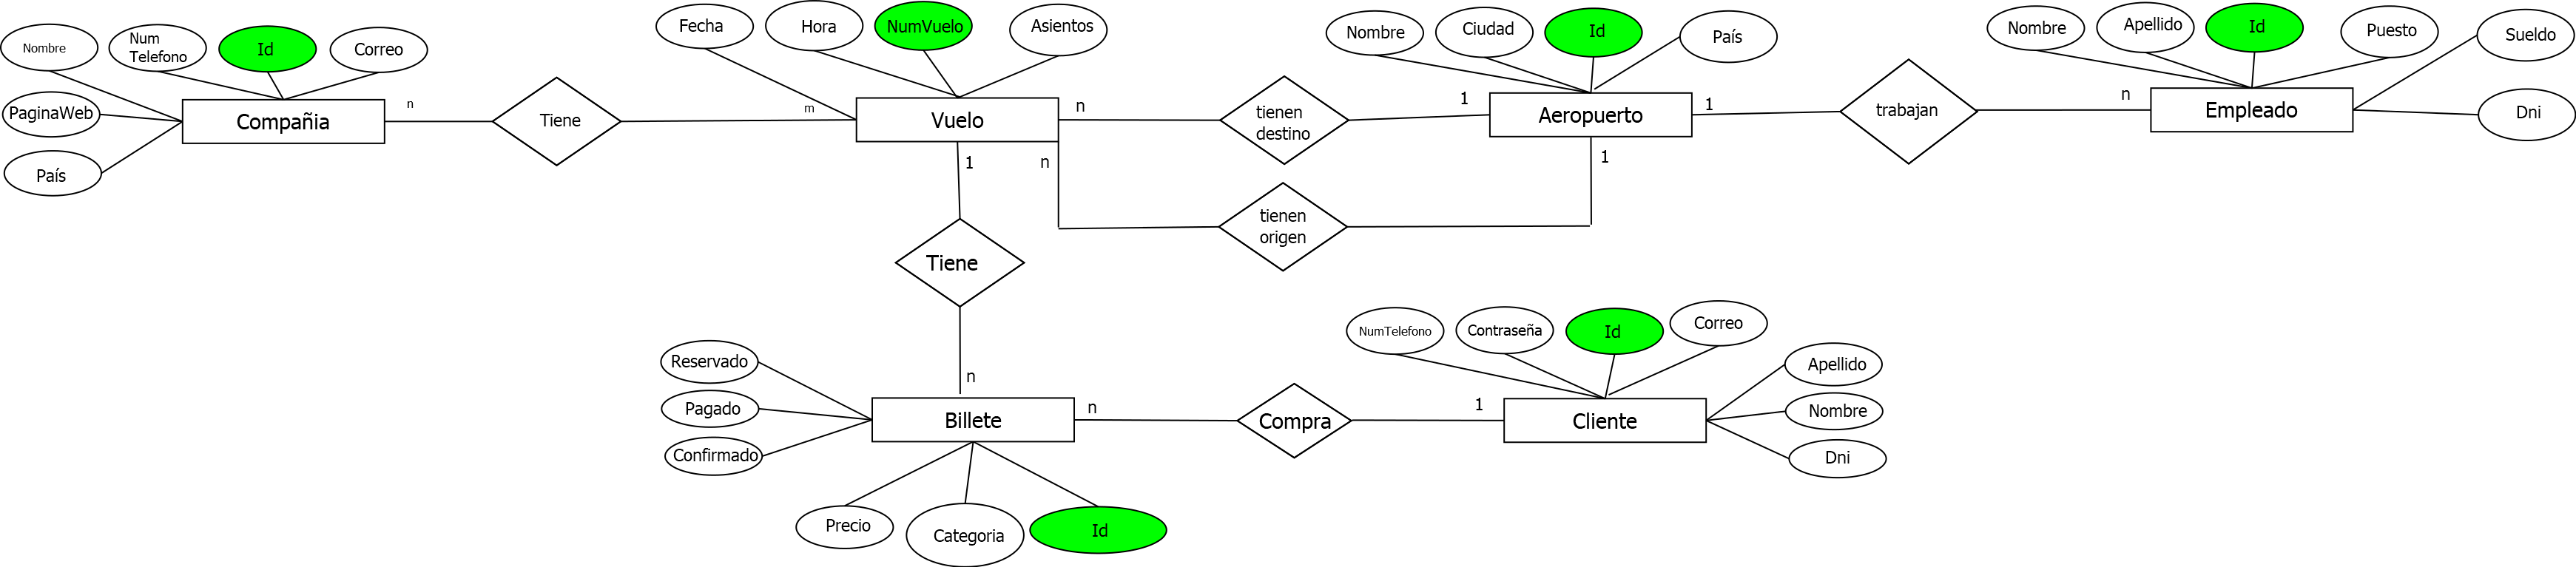 Nombre
Num
Telefono
Id
Correo
PaginaWeb
País
Compañia
n
Tiene
m
Fecha
Hora
NumVuelo
Asientos
Vuelo
n
tienen
destino
1
Nombre
Ciudad
Id
País
Aeropuerto
1
trabajan
n
Nombre
Apellido
Id
Puesto
Sueldo
Dni
Empleado
1
n
1
tienen
origen
Tiene
n
Reservado
Pagado
Confirmado
Billete
Precio
Categoria
Id
n
Compra
1
NumTelefono
Contraseña
Id
Correo
Apellido
Nombre
Dni
Cliente